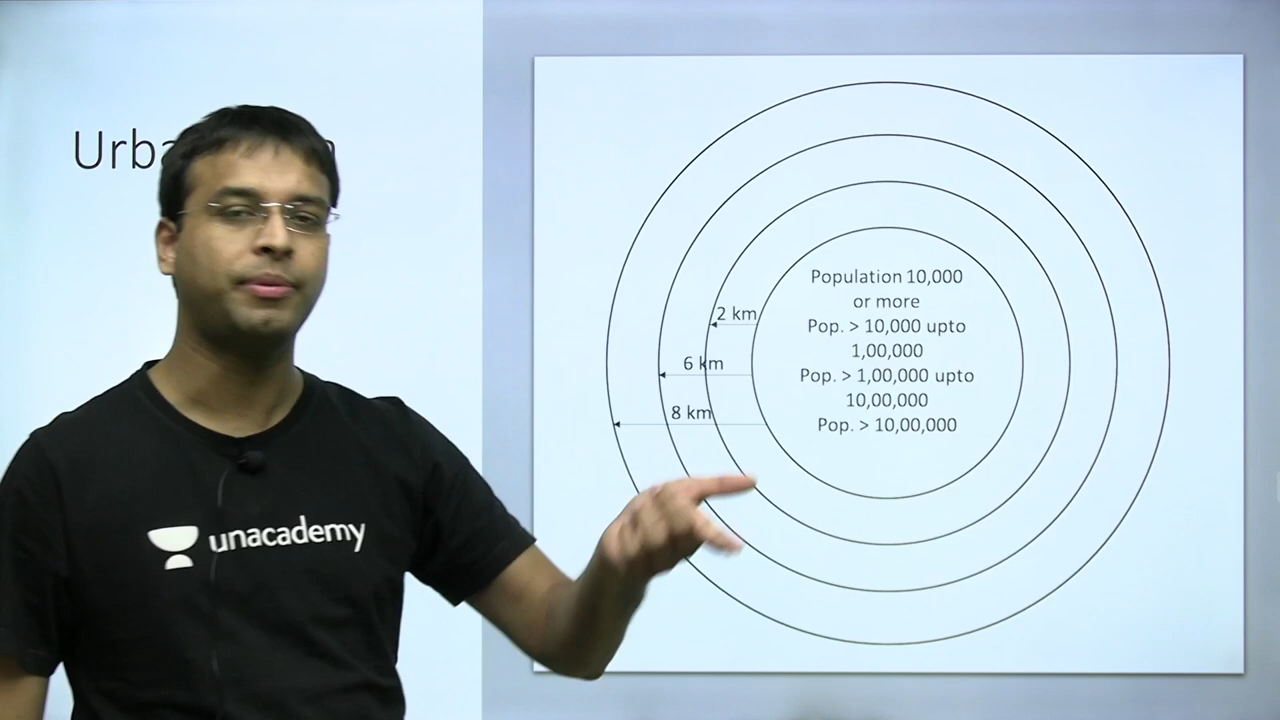 Population 10,000
or more
Pop. > 10,000 upto
1,00,000
Pop. > 1,00,000 upto
10,00,000
Pop. > 10,00,000
2 km
6 km
8 km
unacademy